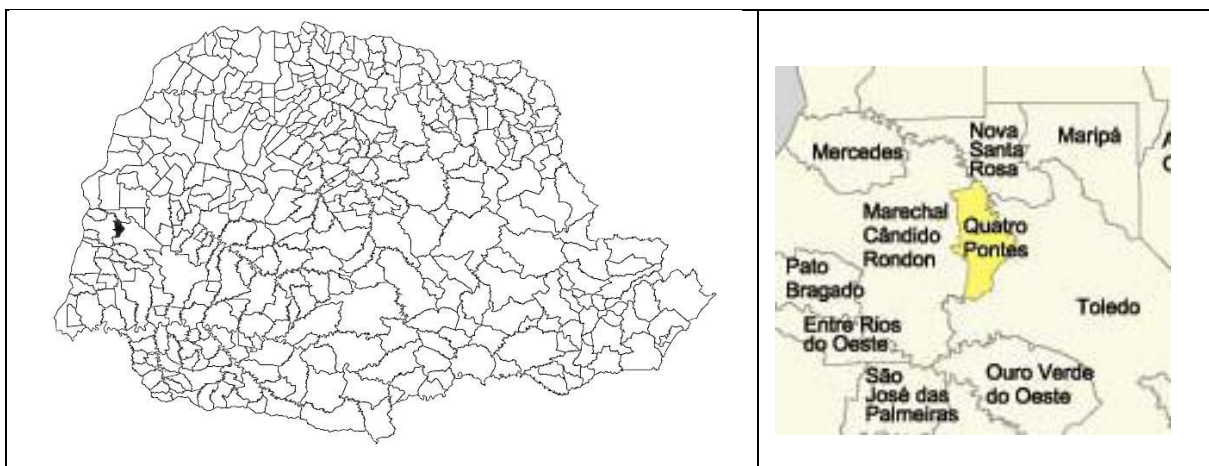 Mercedes
Nova
Santa
Rosa
Maripá
A
Marechal
Cândido
Rondon
Quatro
Pontes
Pato
Bragado
Toledo
Entre Rios
do Oeste
São
José das
Palmeiras
Ouro Verde
do Oeste